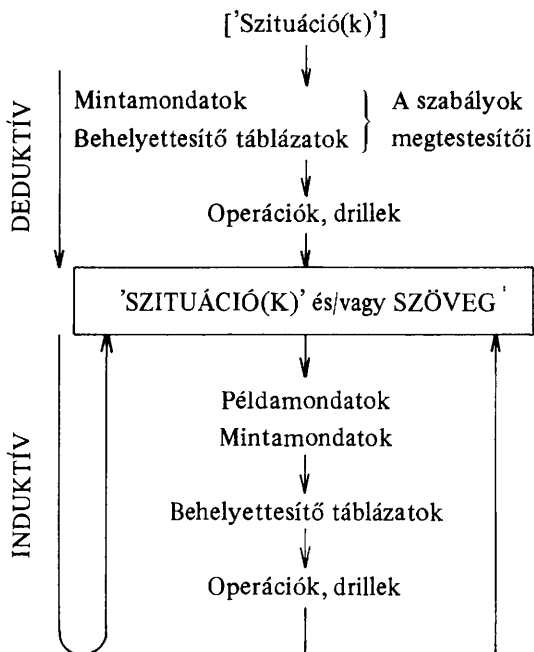 ['Szituáció(k)']
DEDUKTÍV
Mintamondatok
Behelyettesítő táblázatok
A szabályok
megtestesítői
Operációk, drillek
'SZITUÁCIÓ(K)' és/vagy SZÖVEG'
INDUKTÍV
Példamondatok
Mintamondatok
Behelyettesítő táblázatok
Operációk, drillek